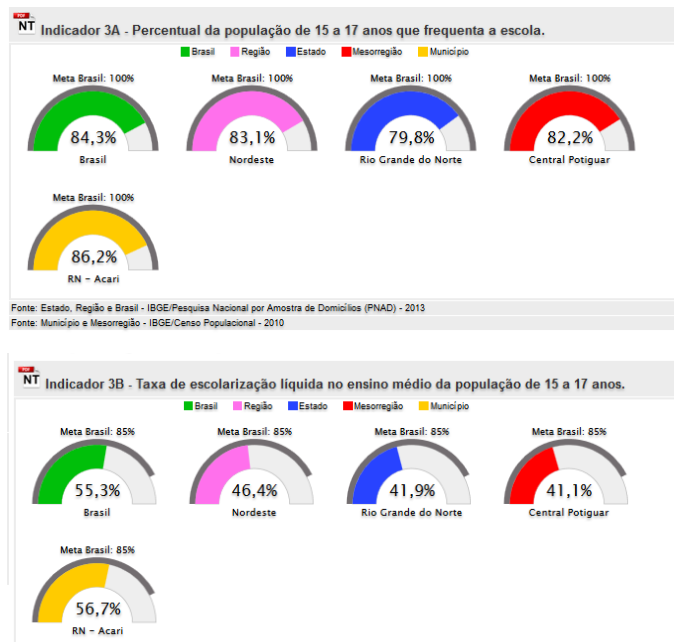 PDF
NT Indicador 3A - Percentual da população de 15 a 17 anos que frequenta a escola.
Brasil Região Estado Mesorregião Município
Meta Brasil: 100% Meta Brasil: 100% Meta Brasil: 100% Meta Brasil: 100%
84,3% 83,1% 79,8% 82,2%
Brasil Nordeste Rio Grande do Norte Central Potiguar
Meta Brasil: 100%
86,2%
RN - Acari
Fonte: Estado, Região e Brasil - IBGE/Pesquisa Nacional por Amostra de Domicílios (PNAD) - 2013
Fonte: Município e Mesorregião - IBGE/Censo Populacional - 2010
PDF
NT Indicador 3B - Taxa de escolarização líquida no ensino médio da população de 15 a 17 anos.
Brasil Região Estado Mesorregião Município
Meta Brasil: 85% Meta Brasil: 85% Meta Brasil: 85% Meta Brasil: 85%
55,3% 46,4% 41,9% 41,1%
Brasil Nordeste Rio Grande do Norte Central Potiguar
Meta Brasil: 85%
56,7%
RN - Acari